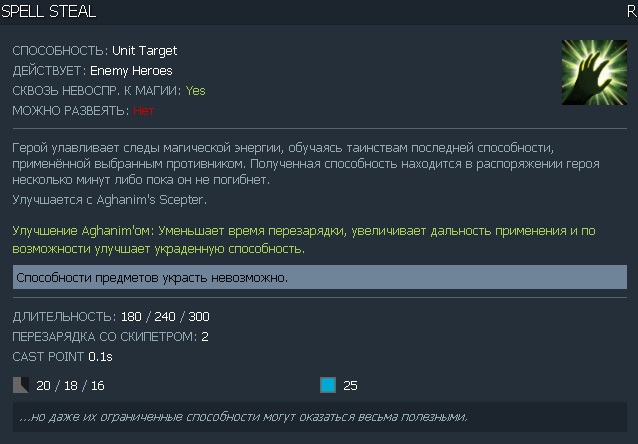 SPELL STEAL R
СПОСОБНОСТЬ: Unit Target
ДЕЙСТВУЕТ: Enemy Heroes
СКВОЗЬ НЕВОСПР. К МАГИИ: Yes
МОЖНО РАЗВЕЯТЬ: Нет
Герой улавливает следы магической энергии, обучаясь таинствам последней способности,
применённой выбранным противником. Полученная способность находится в распоряжении героя
несколько минут либо пока он не погибнет.
Улучшается с Aghanim's Scepter.
Улучшение Aghanim'ом: Уменьшает время перезарядки, увеличивает дальность применения и по
возможности улучшает украденную способность.
Способности предметов украсть невозможно.
ДЛИТЕЛЬНОСТЬ: 180 / 240 / 300
ПЕРЕЗАРЯДКА СО СКИПЕТРОМ: 2
CAST POINT 0.1s
20 / 18 / 16 25
...но даже их ограниченные способности могут оказаться весьма полезными.